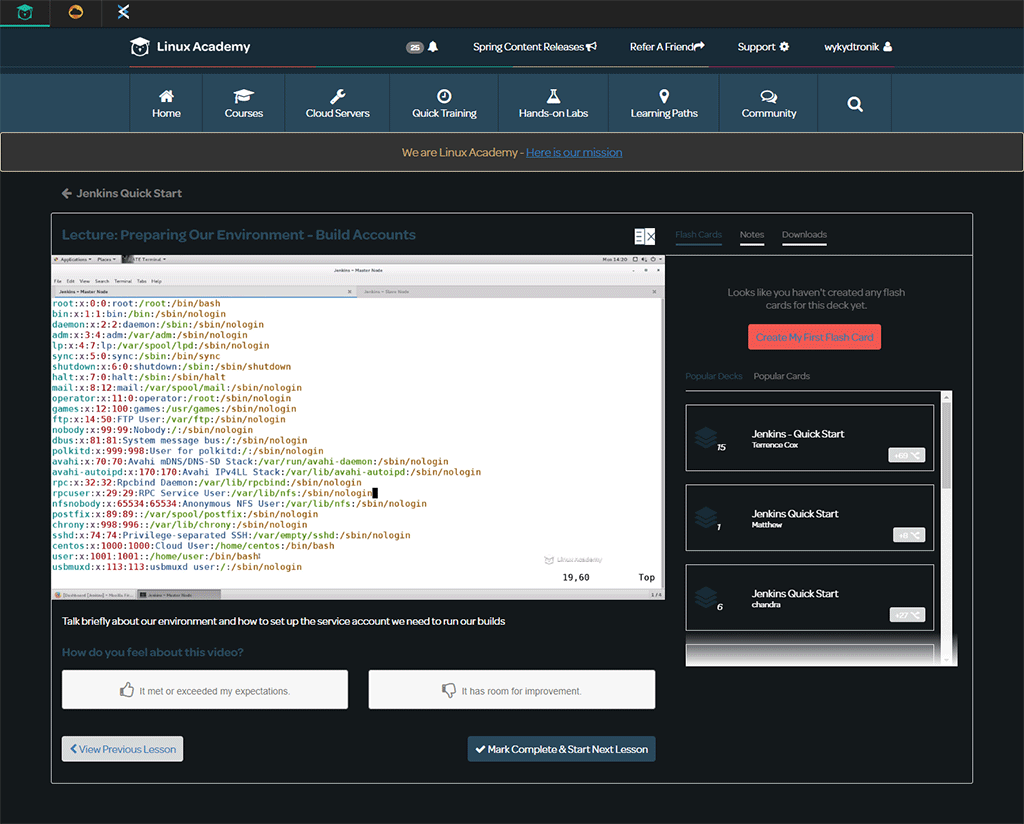 Linux Academy
25
Spring Content Releases
Refer A Friend
Support
wykydtronik
Home
Courses
Cloud Servers
Quick Training
Hands-on Labs
Learning Paths
Community
We are Linux Academy - Here is our mission
Jenkins Quick Start
Lecture: Preparing Our Environment - Build Accounts
Flash Cards
Notes
Downloads
Applications
Places
Terminal
Mon 14:20
Jenkins - Master Node
File Edit View Search Terminal Tabs Help
Jenkins - Master Node
Jenkins - Slave Node
root:x:0:0:root:/root:/bin/bash
bin:x:1:1:bin:/bin:/sbin/nologin
daemon:x:2:2:daemon:/sbin:/sbin/nologin
adm:x:3:4:adm:/var/adm:/sbin/nologin
lp:x:4:7:lp:/var/spool/lpd:/sbin/nologin
sync:x:5:0:sync:/sbin:/bin/sync
shutdown:x:6:0:shutdown:/sbin:/sbin/shutdown
halt:x:7:0:halt:/sbin:/sbin/halt
mail:x:8:12:mail:/var/spool/mail:/sbin/nologin
operator:x:11:0:operator:/root:/sbin/nologin
games:x:12:100:games:/usr/games:/sbin/nologin
ftp:x:14:50:FTP User:/var/ftp:/sbin/nologin
nobody:x:99:99:Nobody:/:/sbin/nologin
dbus:x:81:81:System message bus:/:/sbin/nologin
polkitd:x:999:998:User for polkitd:/:/sbin/nologin
avahi:x:70:70:Avahi mDNS/DNS-SD Stack:/var/run/avahi-daemon:/sbin/nologin
avahi-autoipd:x:170:170:Avahi IPv4LL Stack:/var/lib/avahi-autoipd:/sbin/nologin
rpc:x:32:32:Rpcbind Daemon:/var/lib/rpcbind:/sbin/nologin
rpcuser:x:29:29:RPC Service User:/var/lib/nfs:/sbin/nologin
nfsnobody:x:65534:65534:Anonymous NFS User:/var/lib/nfs:/sbin/nologin
postfix:x:89:89::/var/spool/postfix:/sbin/nologin
chrony:x:998:996::/var/lib/chrony:/sbin/nologin
sshd:x:74:74:Privilege-separated SSH:/var/empty/sshd:/sbin/nologin
centos:x:1000:1000:Cloud User:/home/centos:/bin/bash
user:x:1001:1001::/home/user:/bin/bash
usbmuxd:x:113:113:usbmuxd user:/:/sbin/nologin
Linux Academy
19,60 Top
Jenkins - Master Node
1 / 4
Looks like you haven't created any flash
cards for this deck yet.
Create My First Flash Card
Popular Decks
Popular Cards
15
Jenkins - Quick Start
Terrence Cox
+69
1
Jenkins Quick Start
Matthew
6
Jenkins Quick Start
chandra
+27
Talk briefly about our environment and how to set up the service account we need to run our builds
How do you feel about this video?
It met or exceeded my expectations.
It has room for improvement.
View Previous Lesson
Mark Complete & Start Next Lesson